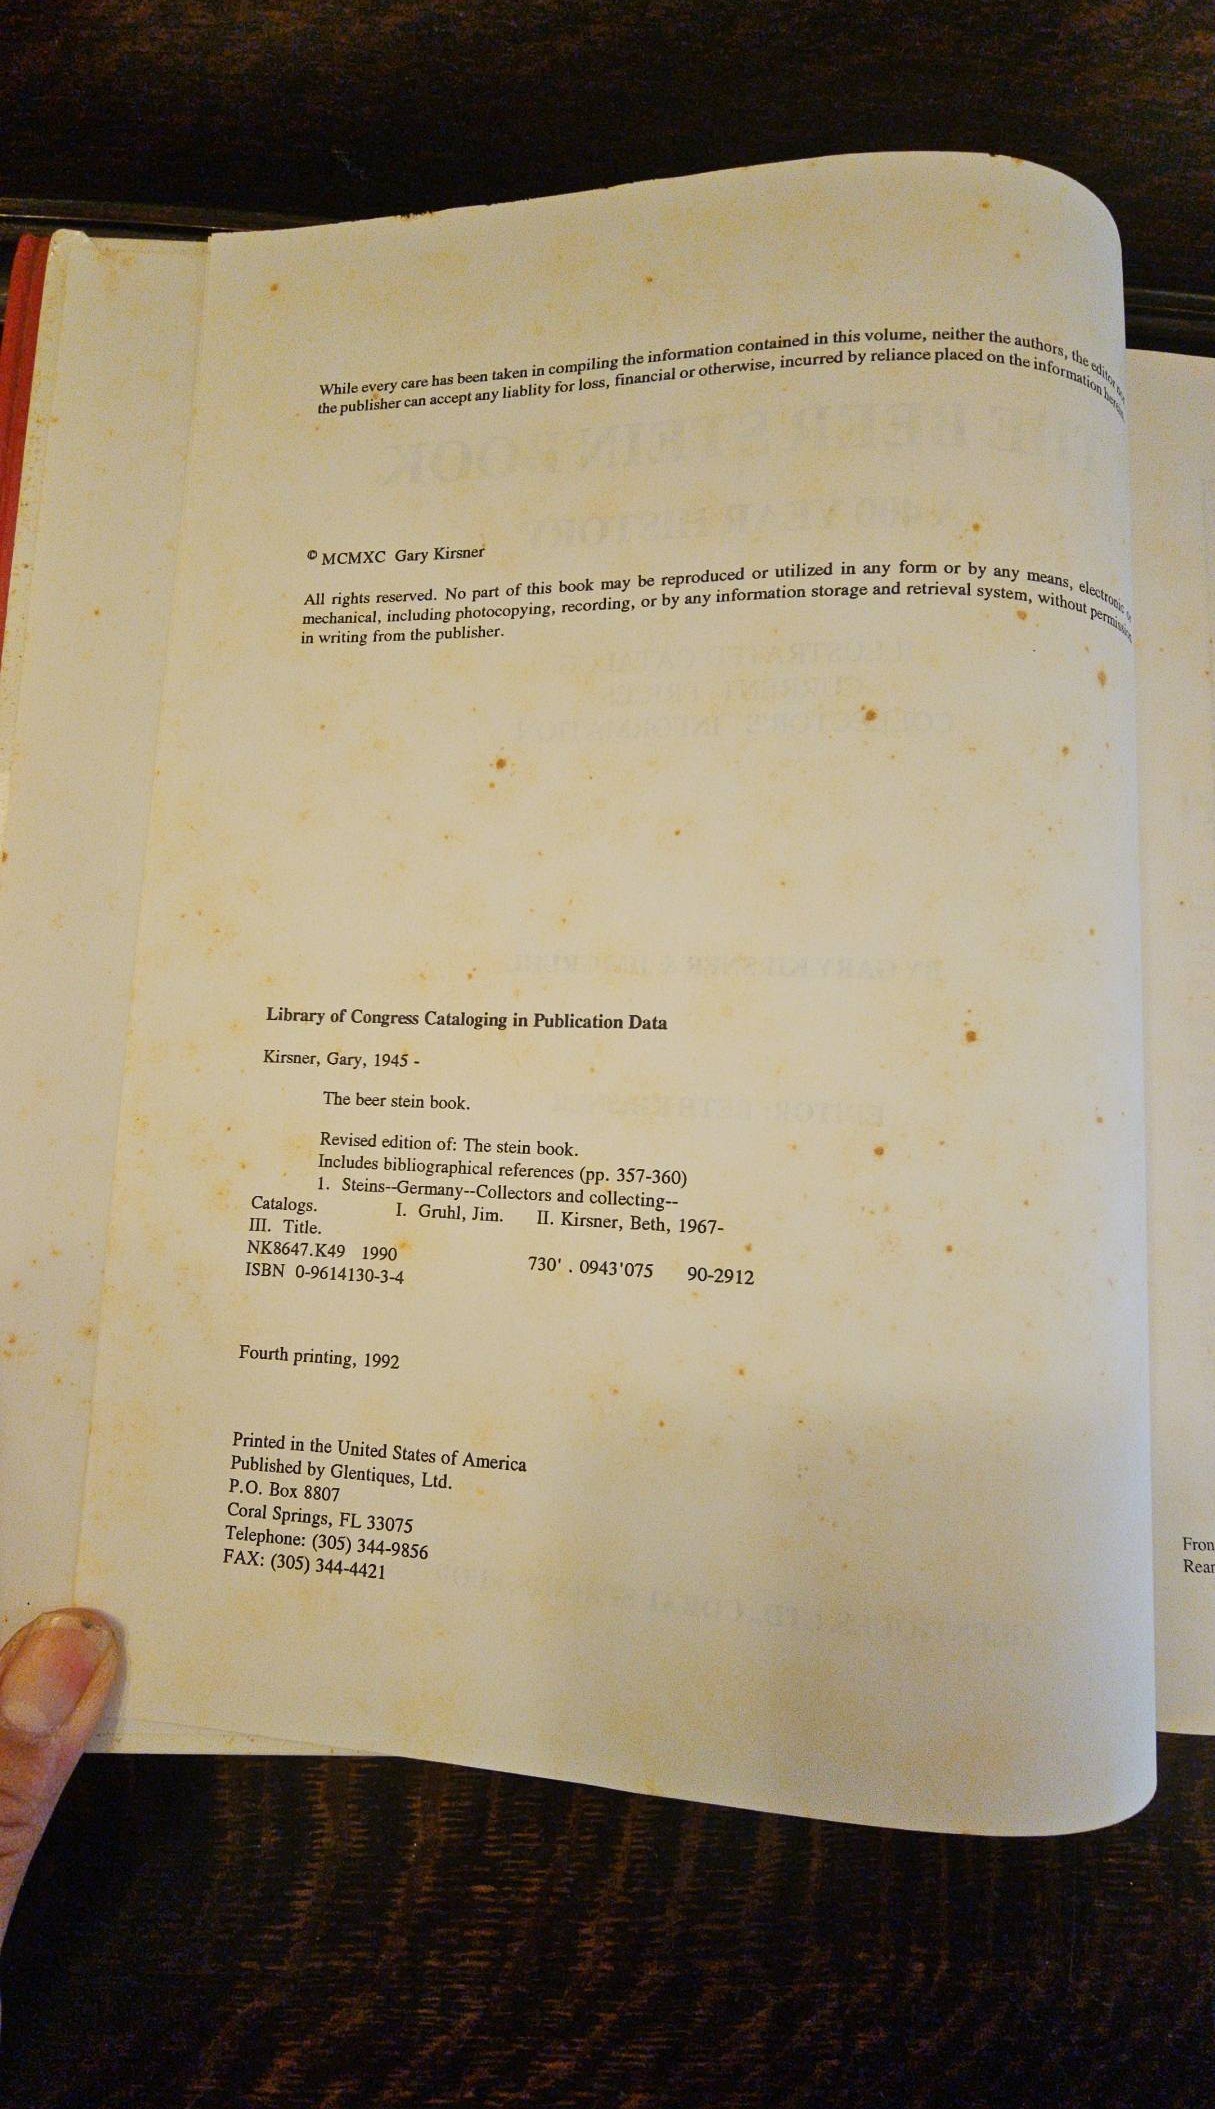 While every care has been taken in compiling the information contained in this volume, neither the authors, the editor nor
the publisher can accept any liablity for loss, financial or otherwise, incurred by reliance placed on the information herein.
© MCMXC Gary Kirsner
All rights reserved. No part of this book may be reproduced or utilized in any form or by any means, electronic or
mechanical, including photocopying, recording, or by any information storage and retrieval system, without permission
in writing from the publisher.
Library of Congress Cataloging in Publication Data
Kirsner, Gary, 1945 -
The beer stein book.
Revised edition of: The stein book.
Includes bibliographical references (pp. 357-360)
1. Steins--Germany--Collectors and collecting--
Catalogs. I. Gruhl, Jim. II. Kirsner, Beth, 1967-
III. Title.
NK8647.K49 1990 730' . 0943'075 90-2912
ISBN 0-9614130-3-4
Fourth printing, 1992
Printed in the United States of America
Published by Glentiques, Ltd.
P.O. Box 8807
Coral Springs, FL 33075
Telephone: (305) 344-9856
FAX: (305) 344-4421
Fron
Rear